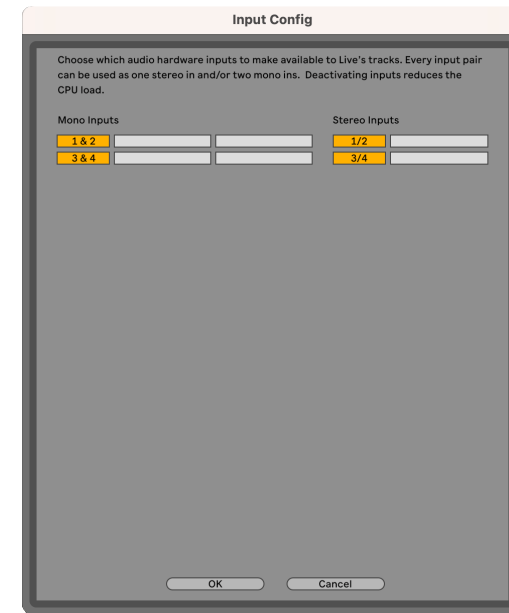 Input Config
Choose which audio hardware inputs to make available to Live's tracks. Every input pair
can be used as one stereo in and/or two mono ins.  Deactivating inputs reduces the
CPU load.
Mono Inputs
Stereo Inputs
1 & 2
1/2
3 & 4
3/4
OK
Cancel